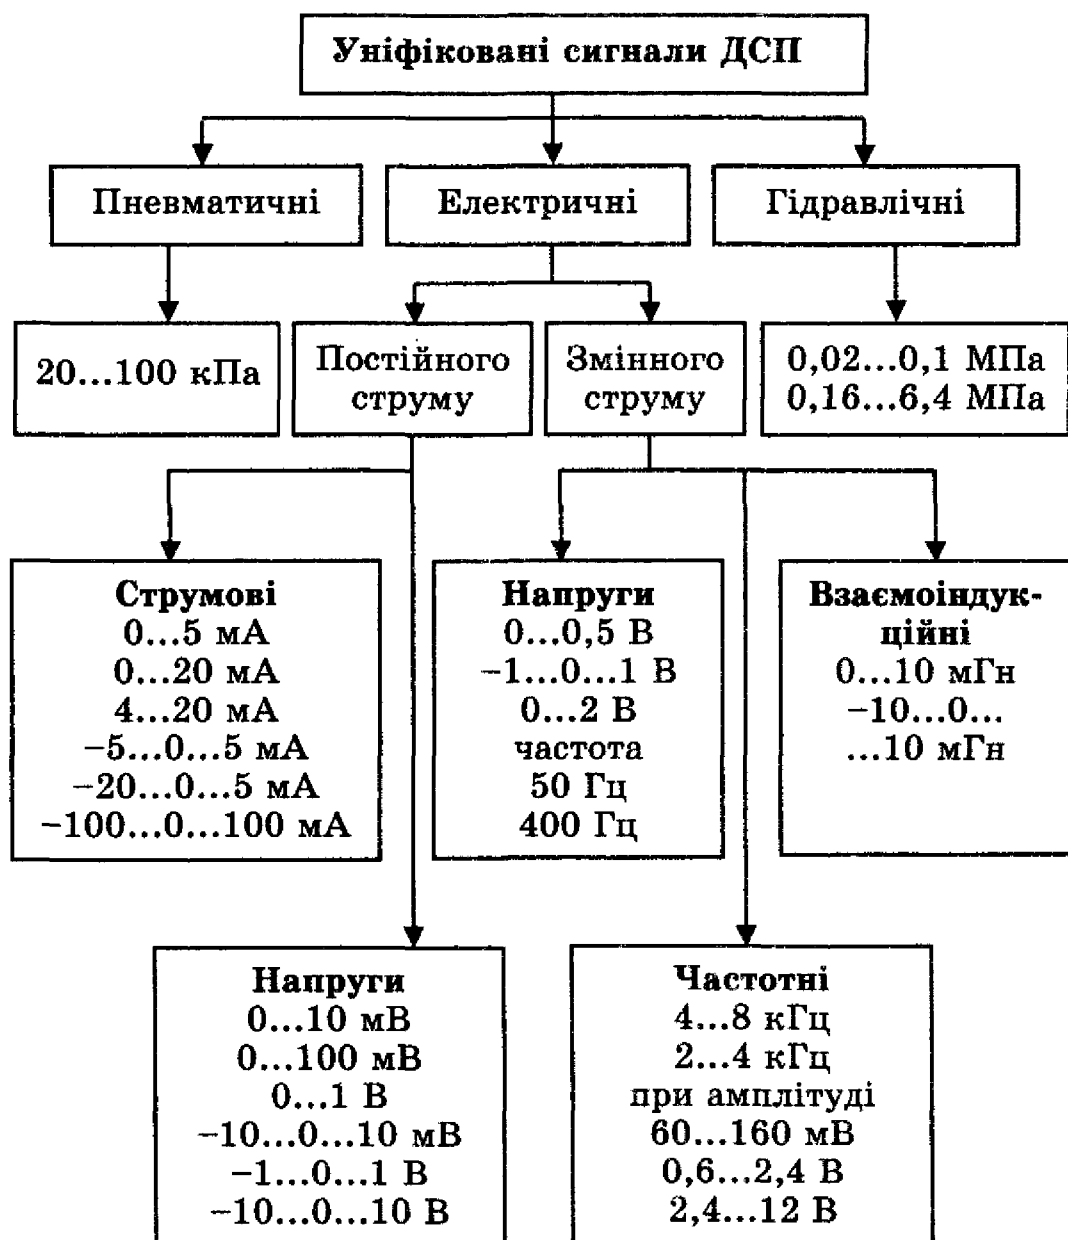 Уніфіковані сигнали ДСП
Пневматичні
Електричні
Гідравлічні
20...100 кПа
Постійного
струму
Змінного
струму
0,02...0,1 МПа
0,16...6,4 МПа
Струмові
0...5 мА
0...20 мА
4...20 мА
–5...0...5 мА
–20...0...5 мА
–100...0...100 мА
Напруги
0...0,5 В
–1...0...1 В
0...2 В
частота
50 Гц
400 Гц
Взаємоіндук-
ційні
0...10 мГн
–10...0...
...10 мГн
Напруги
0...10 мВ
0...100 мВ
0...1 В
–10...0...10 мВ
–1...0...1 В
–10...0...10 В
Частотні
4...8 кГц
2...4 кГц
при амплітуді
60...160 мВ
0,6...2,4 В
2,4...12 В